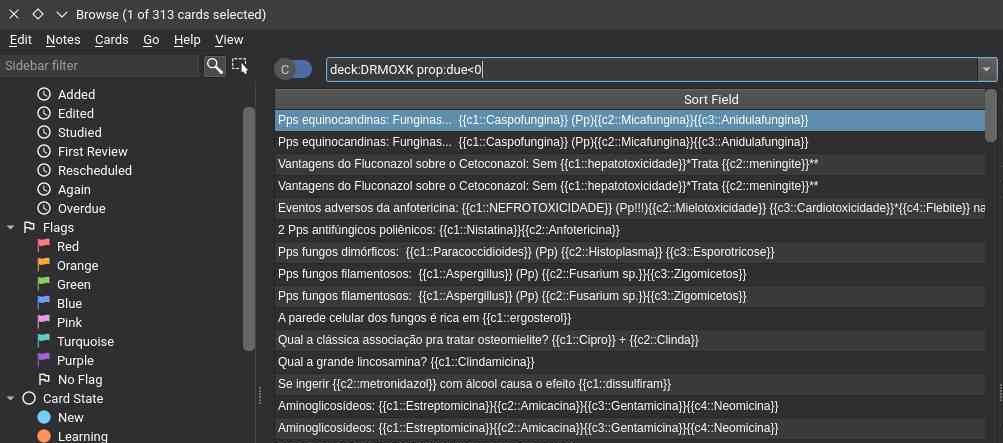 Browse (1 of 313 cards selected)
Edit Notes Cards Go Help View
Sidebar filter
C
deck:DRMOXK prop:due<0
Added
Edited
Studied
First Review
Rescheduled
Again
Overdue
Flags
Red
Orange
Green
Blue
Pink
Turquoise
Purple
No Flag
Card State
New
Learning
Sort Field
Pps equinocandinas: Funginas... {{c1::Caspofungina}} (Pp){{c2::Micafungina}}{{c3::Anidulafungina}}
Pps equinocandinas: Funginas... {{c1::Caspofungina}} (Pp){{c2::Micafungina}}{{c3::Anidulafungina}}
Vantagens do Fluconazol sobre o Cetoconazol: Sem {{c1::hepatotoxicidade}}*Trata {{c2::meningite}}**
Vantagens do Fluconazol sobre o Cetoconazol: Sem {{c1::hepatotoxicidade}}*Trata {{c2::meningite}}**
Eventos adversos da anfotericina: {{c1::NEFROTOXICIDADE}} (Pp!!!){{c2::Mielotoxicidade}} {{c3::Cardiotoxicidade}}*{{c4::Flebite}} na
2 Pps antifúngicos poliênicos: {{c1::Nistatina}}{{c2::Anfotericina}}
Pps fungos dimórficos: {{c1::Paracoccidioides}} (Pp) {{c2::Histoplasma}} {{c3::Esporotricose}}
Pps fungos filamentosos: {{c1::Aspergillus}} (Pp) {{c2::Fusarium sp.}}{{c3::Zigomicetos}}
Pps fungos filamentosos: {{c1::Aspergillus}} (Pp) {{c2::Fusarium sp.}}{{c3::Zigomicetos}}
A parede celular dos fungos é rica em {{c1::ergosterol}}
Qual a clássica associação pra tratar osteomielite? {{c1::Cipro}} + {{c2::Clinda}}
Qual a grande lincosamina? {{c1::Clindamicina}}
Se ingerir {{c2::metronidazol}} com álcool causa o efeito {{c1::dissulfiram}}
Aminoglicosídeos: {{c1::Estreptomicina}}{{c2::Amicacina}}{{c3::Gentamicina}}{{c4::Neomicina}}
Aminoglicosídeos: {{c1::Estreptomicina}}{{c2::Amicacina}}{{c3::Gentamicina}}{{c4::Neomicina}}